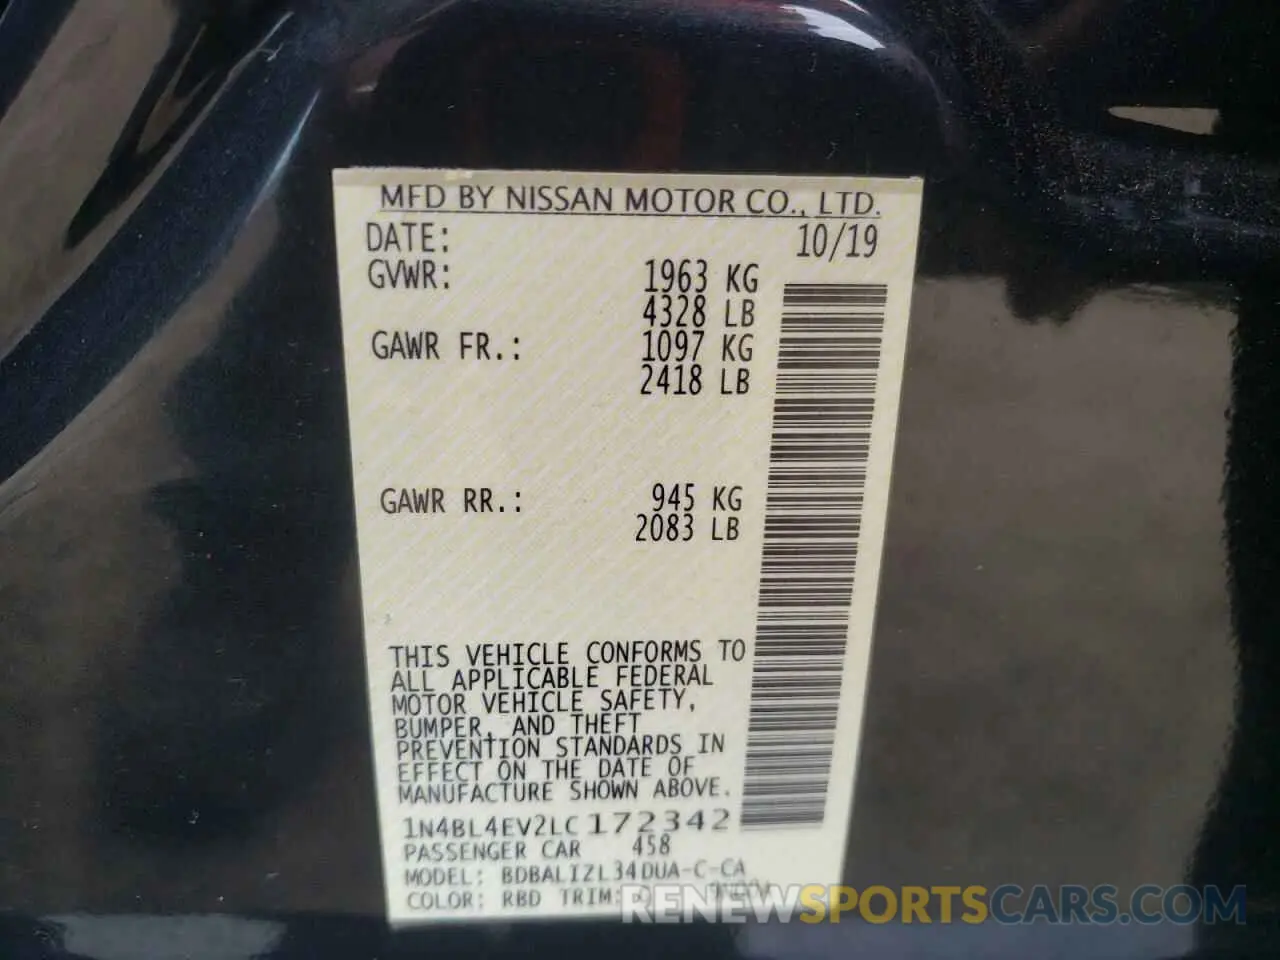 MFD BY NISSAN MOTOR CO., LTD.
DATE: 10/19
GVWR: 1963 KG
4328 LB
GAWR FR.: 1097 KG
2418 LB
GAWR RR.: 945 KG
2083 LB
THIS VEHICLE CONFORMS TO
ALL APPLICABLE FEDERAL
MOTOR VEHICLE SAFETY,
BUMPER, AND THEFT
PREVENTION STANDARDS IN
EFFECT ON THE DATE OF
MANUFACTURE SHOWN ABOVE.
1N4BL4EV2LC172342
PASSENGER CAR 458
MODEL: BDBALIZL34DUA-C-CA
COLOR: RBD TRIM:
RENEWSPORTSCARS.COM